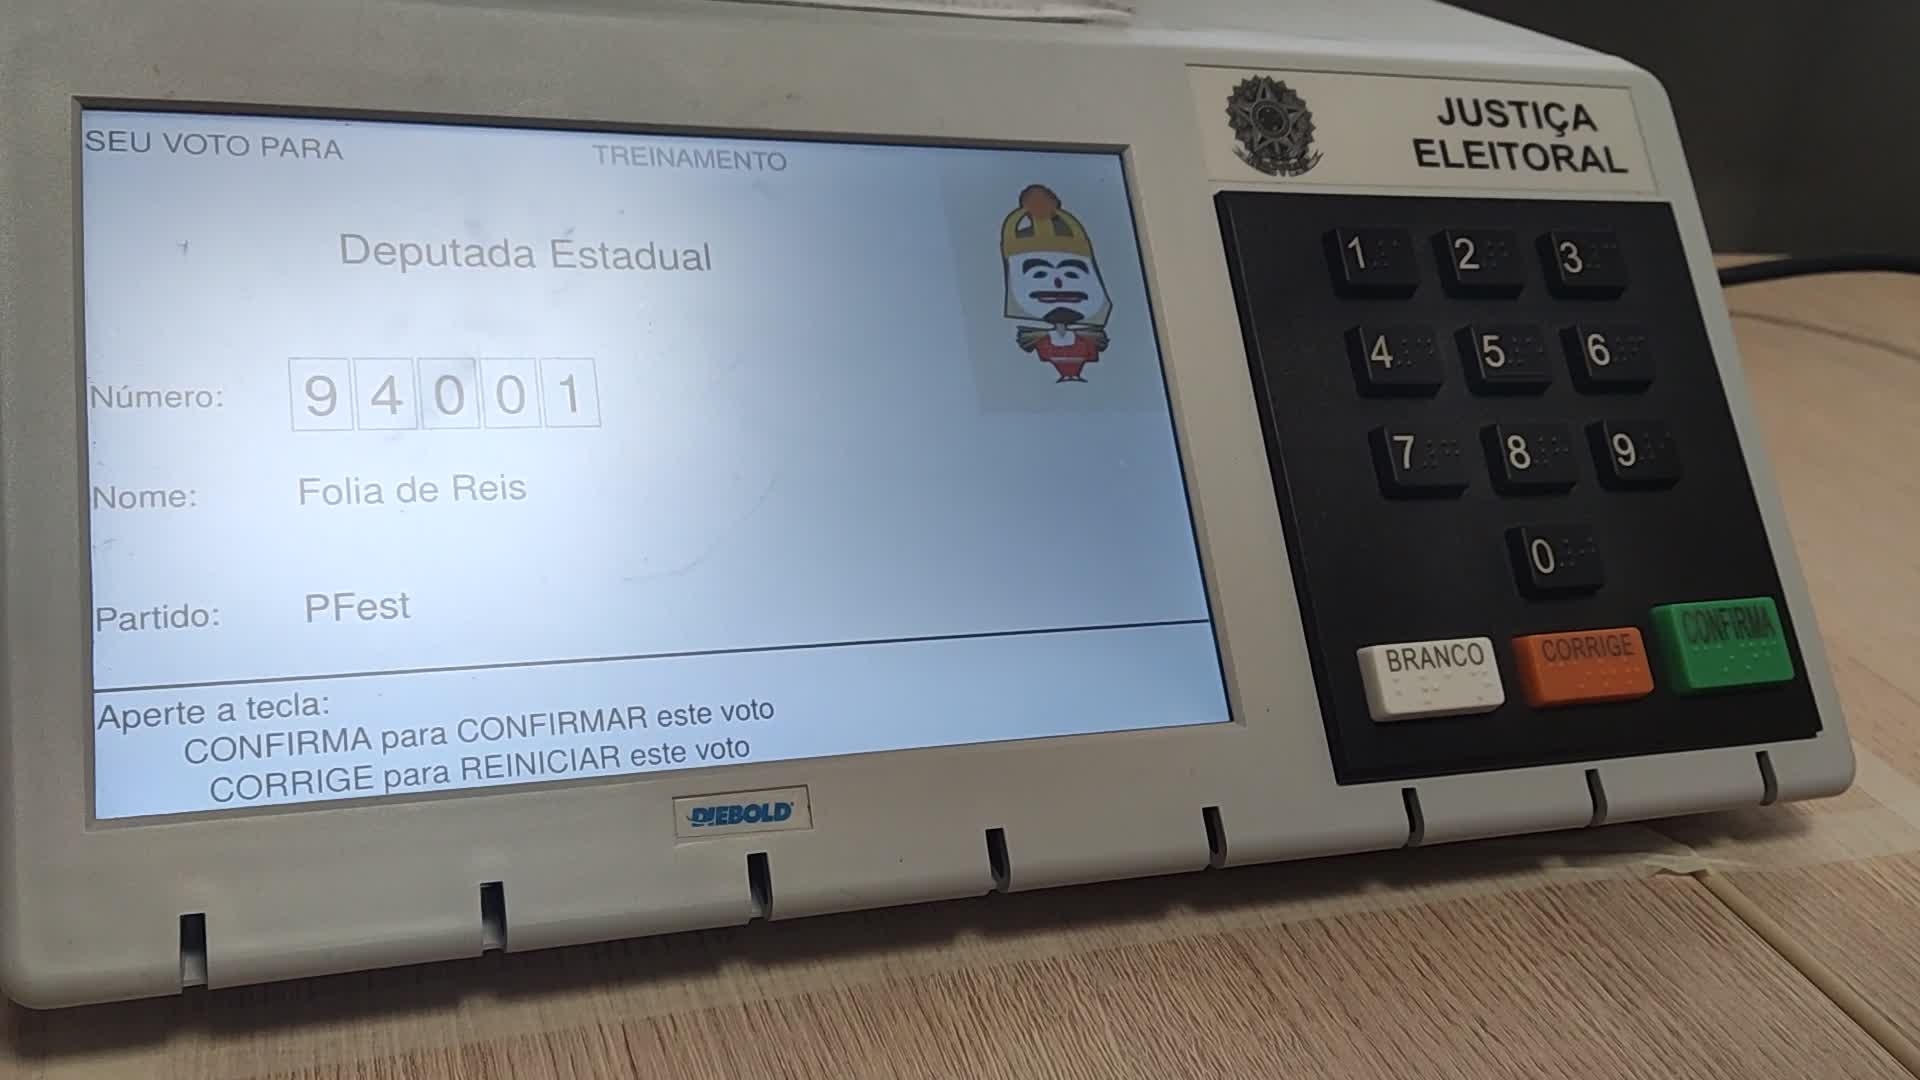 SEU VOTO PARA
TREINAMENTO
Deputada Estadual
Número: 9 4 0 0 1
Nome: Folia de Reis
Partido: PFest
Aperte a tecla:
CONFIRMA para CONFIRMAR este voto
CORRIGE para REINICIAR este voto
DIEBOLD
JUSTIÇA
ELEITORAL
1 2 3
4 5 6
7 8 9
0
BRANCO CORRIGE CONFIRMA